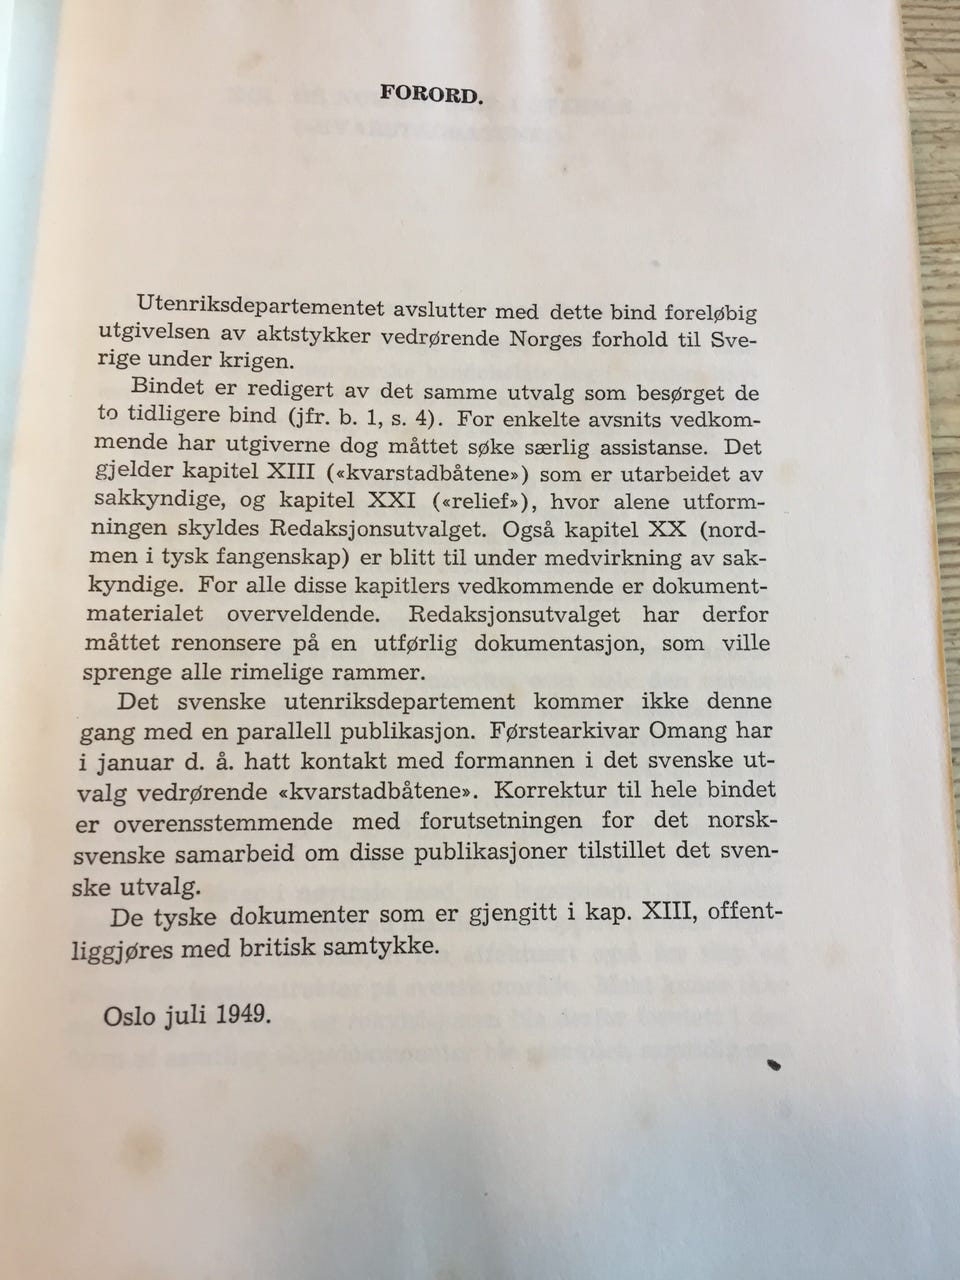 FORORD.
Utenriksdepartementet avslutter med dette bind foreløbig
utgivelsen av aktstykker vedrørende Norges forhold til Sve-
rige under krigen.
Bindet er redigert av det samme utvalg som besørget de
to tidligere bind (jfr. b. 1, s. 4). For enkelte avsnits vedkom-
mende har utgiverne dog måttet søke særlig assistanse. Det
gjelder kapitel XIII («kvarstadbåtene») som er utarbeidet av
sakkyndige, og kapitel XXI («relief»), hvor alene utform-
ningen skyldes Redaksjonsutvalget. Også kapitel XX (nord-
men i tysk fangenskap) er blitt til under medvirkning av sak-
kyndige. For alle disse kapitlers vedkommende er dokument-
materialet overveldende. Redaksjonsutvalget har derfor
måttet renonsere på en utførlig dokumentasjon, som ville
sprenge alle rimelige rammer.
Det svenske utenriksdepartement kommer ikke denne
gang med en parallell publikasjon. Førstearkivar Omang har
i januar d. å. hatt kontakt med formannen i det svenske ut-
valg vedrørende «kvarstadbåtene». Korrektur til hele bindet
er overensstemmende med forutsetningen for det norsk-
svenske samarbeid om disse publikasjoner tilstillet det sven-
ske utvalg.
De tyske dokumenter som er gjengitt i kap. XIII, offent-
liggjøres med britisk samtykke.
Oslo juli 1949.